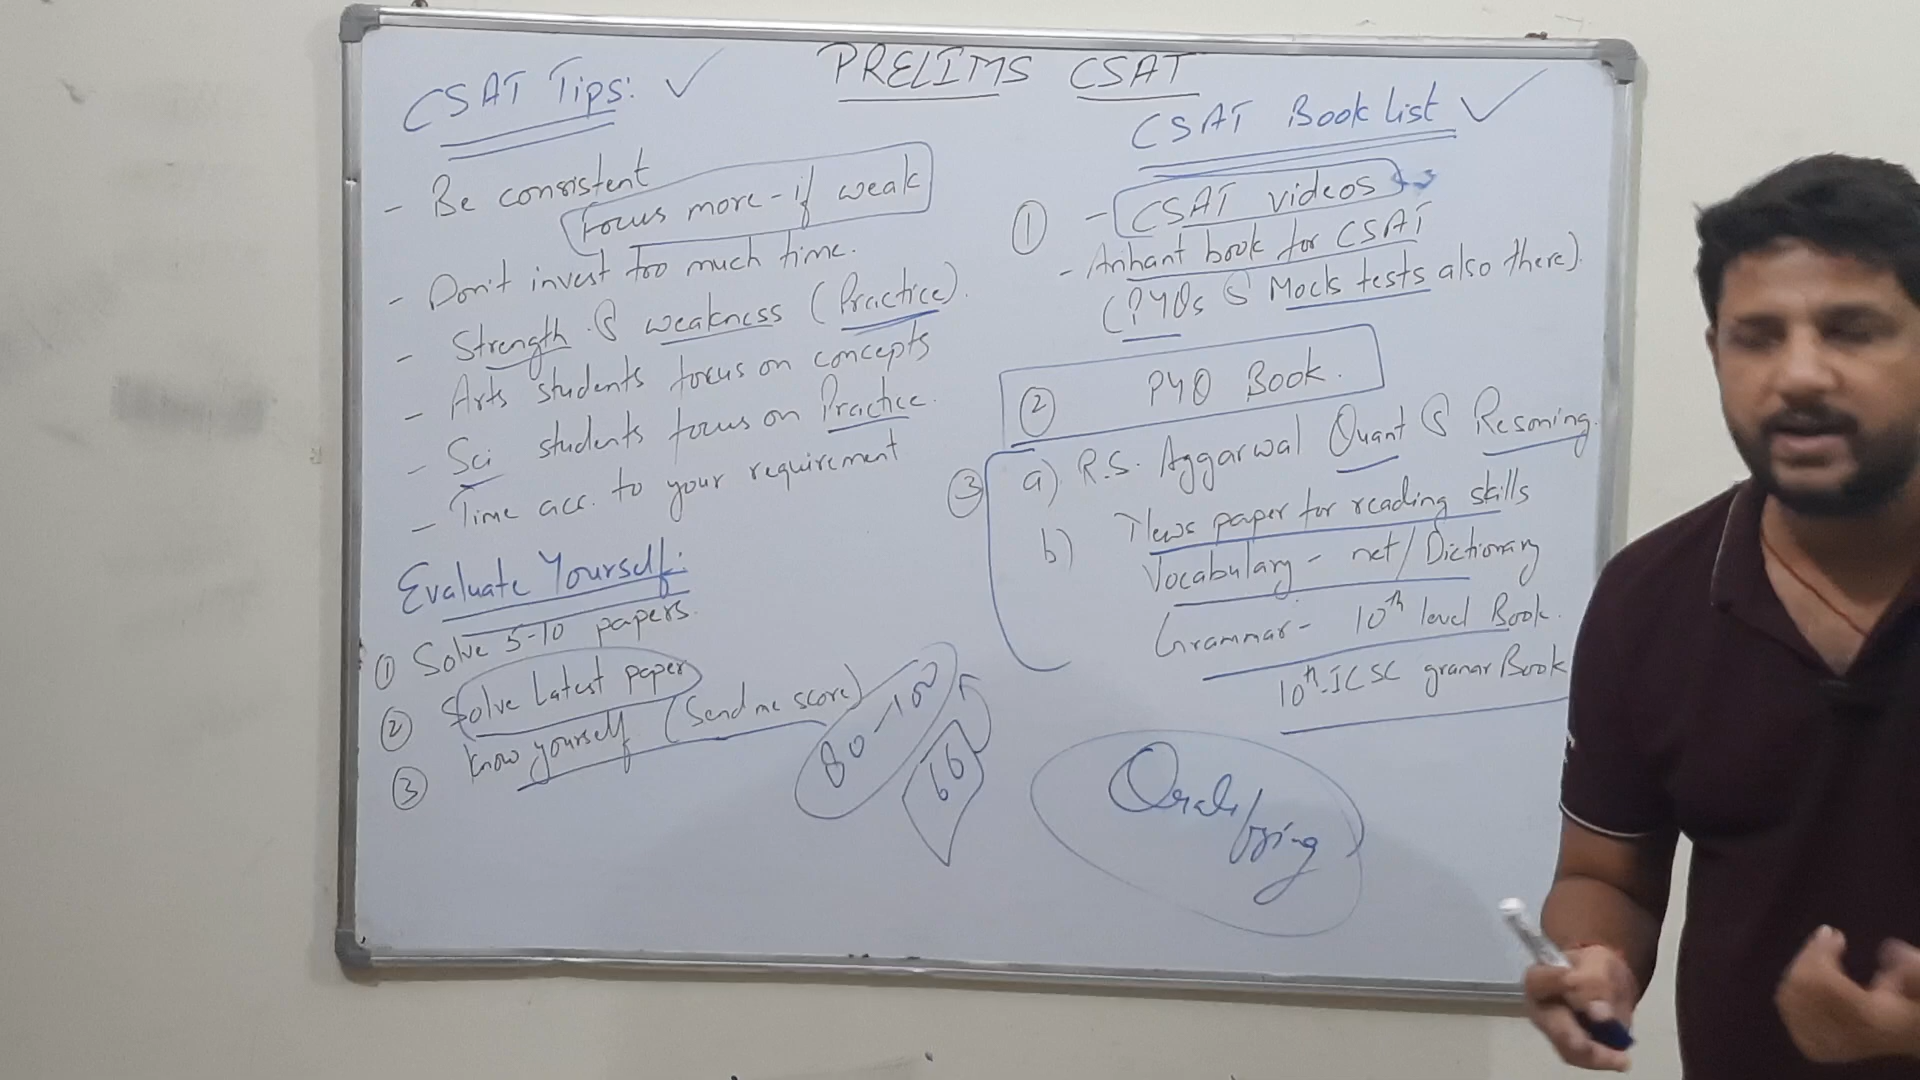 PRELIMS CSAT
CSAT Tips: ✓
- Be consistent
Focus more - if weak
- Don't invest too much time.
- Strength & weakness (Practice).
- Arts students focus on concepts
- Sci students focus on Practice.
- Time acc. to your requirement
Evaluate Yourself:
① Solve 5-10 papers.
② Solve Latest paper
③ Know yourself (Send me score)
80-100
66
CSAT Book list ✓
① - CSAT videos
- Arihant book for CSAT
(PYQs & Mock tests also there).
② PYQ Book.
③ a) R.S. Aggarwal Quant & Resoning.
b) News paper for reading skills
Vocabulary - net/Dictionary
Grammar - 10th level Book.
10th ICSC gramar Book
Qualifying